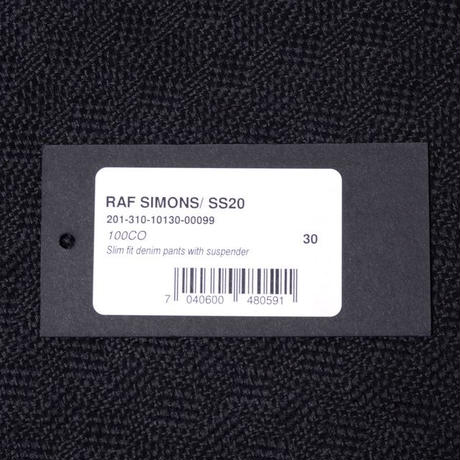 RAF SIMONS/ SS20
201-310-10130-00099
100CO
30
Slim fit denim pants with suspender
7 040600 480591